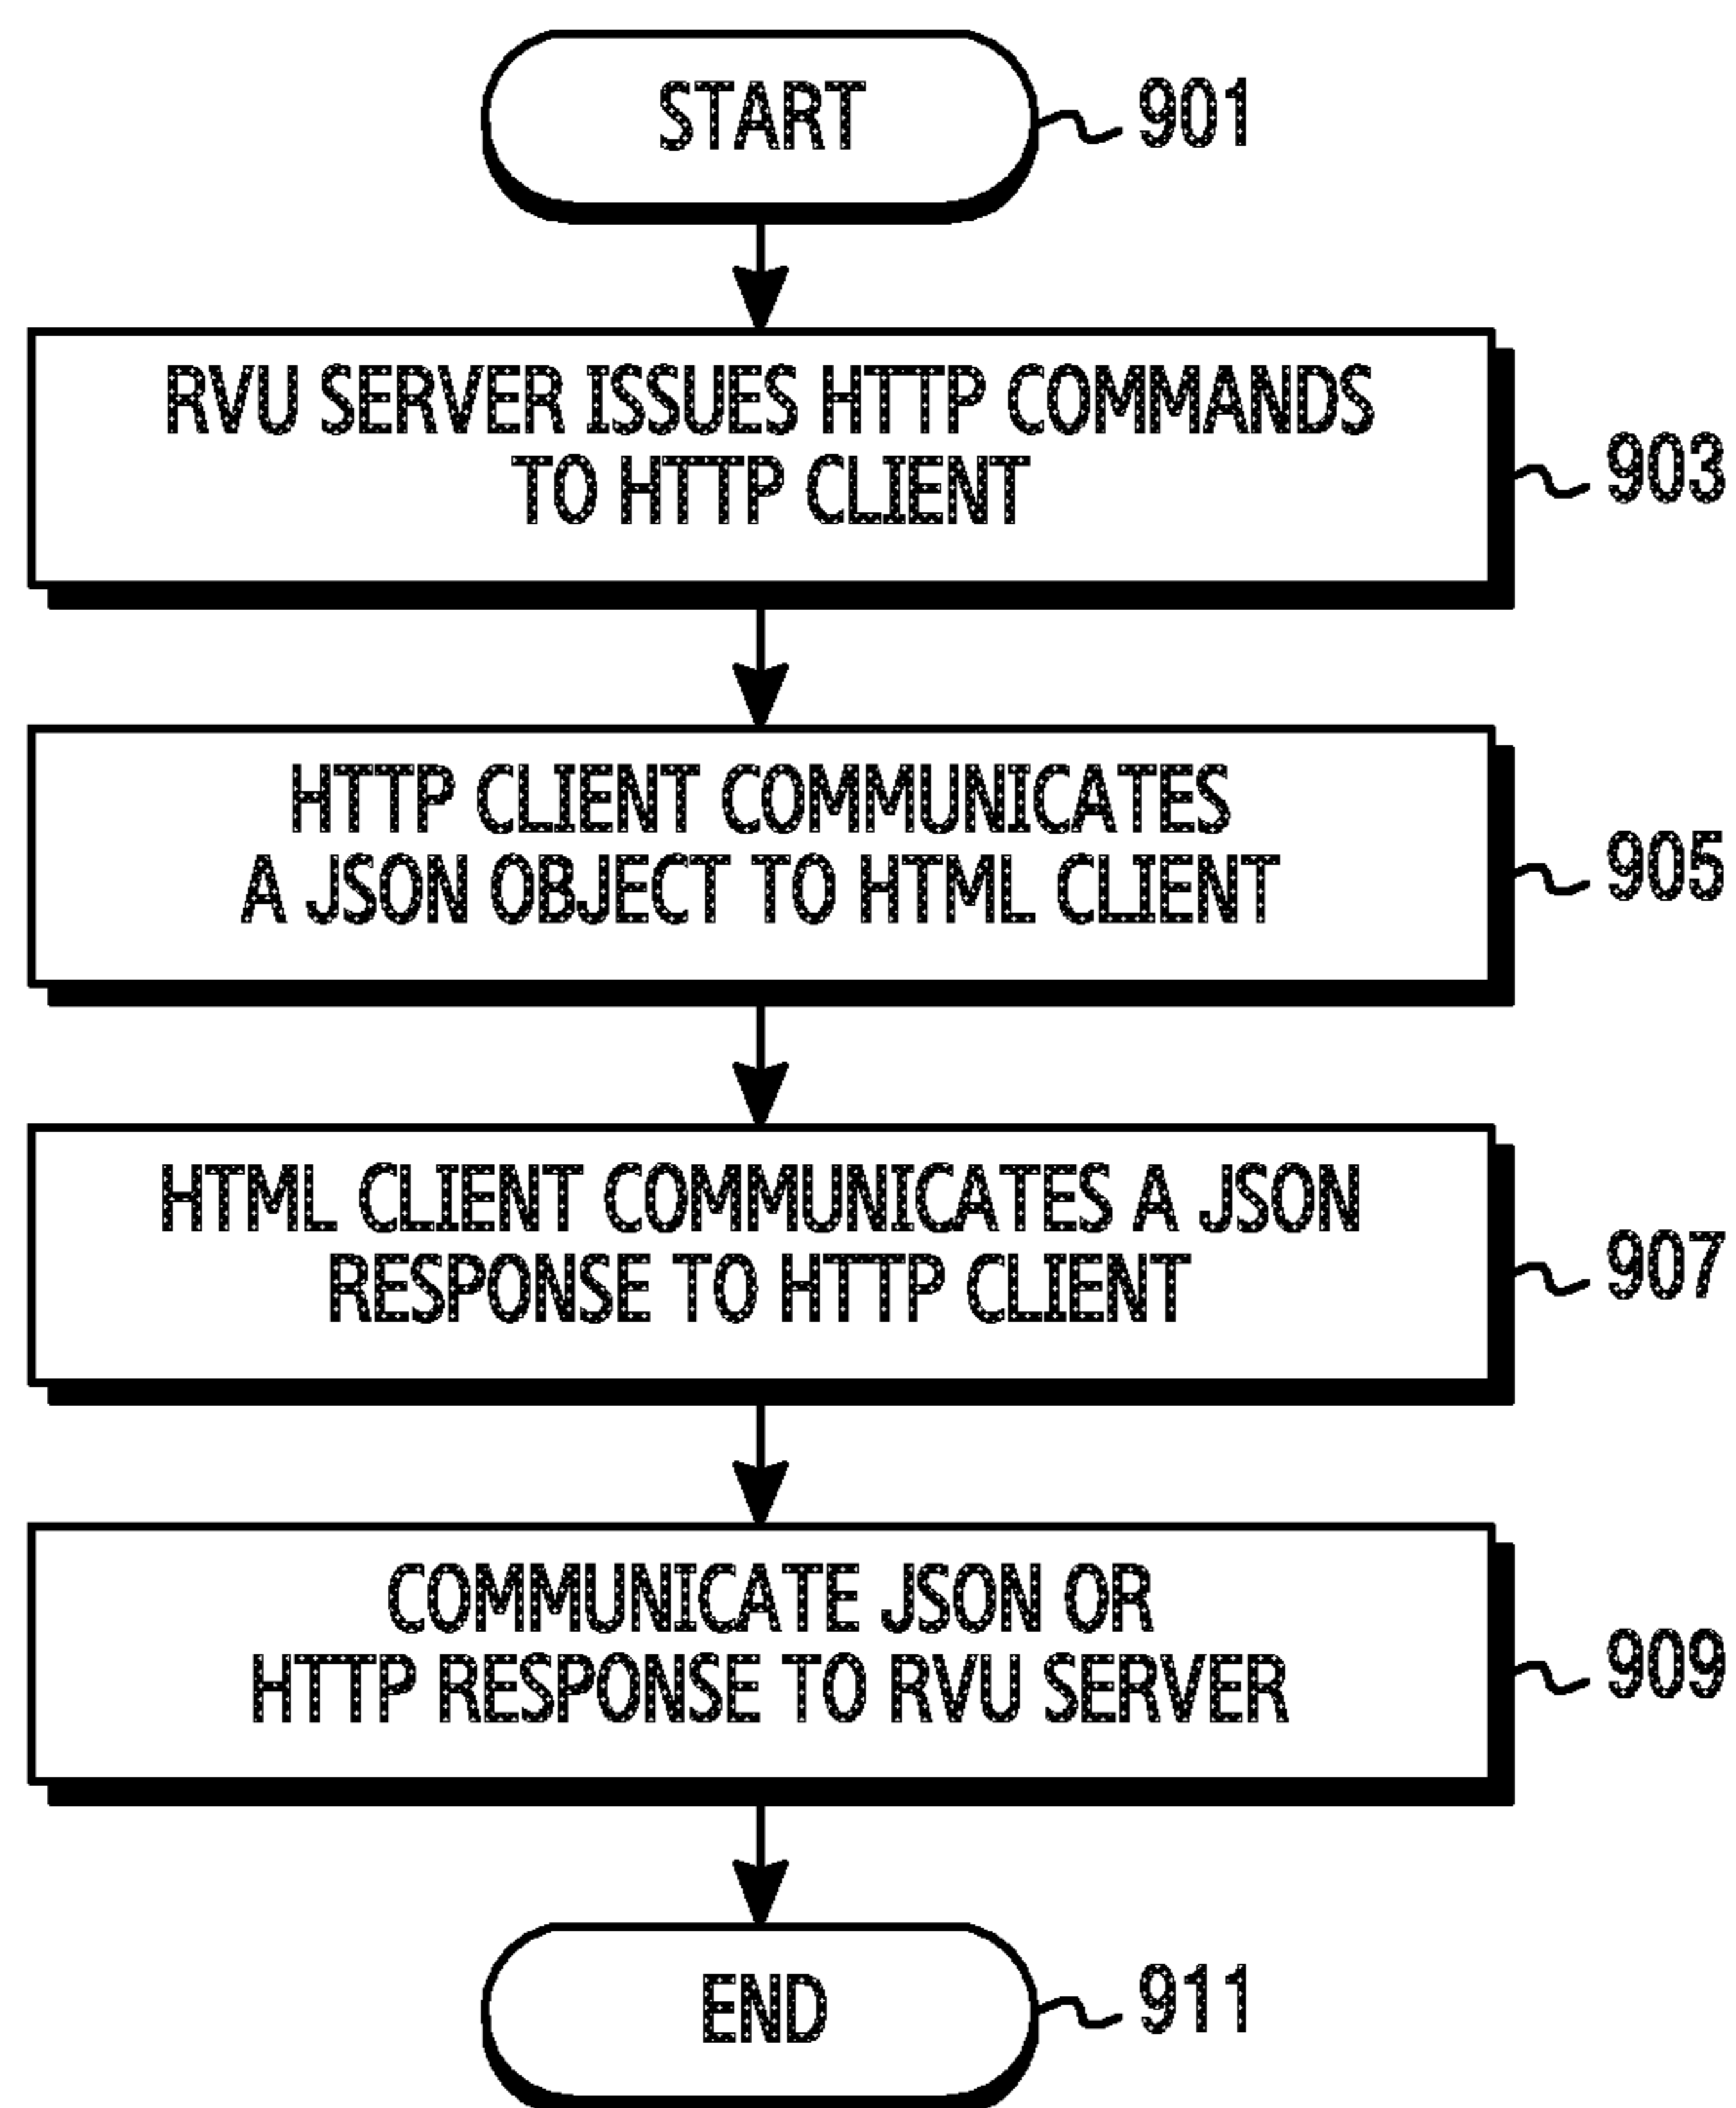 START
901
RVU SERVER ISSUES HTTP COMMANDS
TO HTTP CLIENT
903
HTTP CLIENT COMMUNICATES
A JSON OBJECT TO HTML CLIENT
905
HTML CLIENT COMMUNICATES A JSON
RESPONSE TO HTTP CLIENT
907
COMMUNICATE JSON OR
HTTP RESPONSE TO RVU SERVER
909
END
911